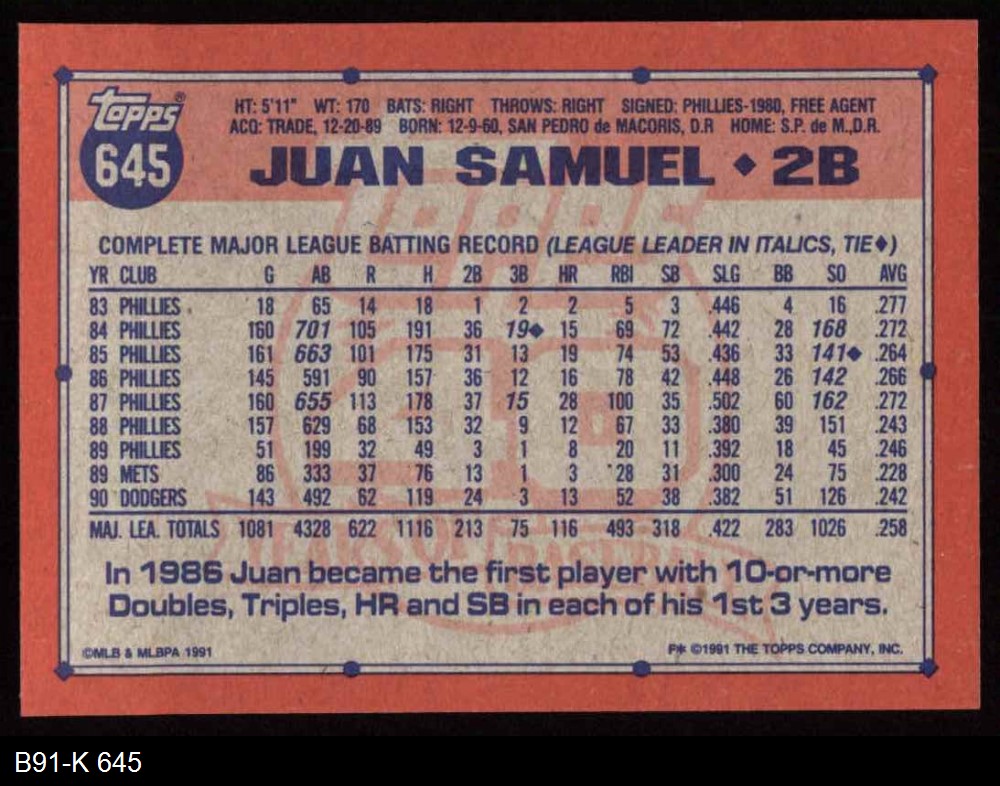 Topps®
645
HT: 5'11" WT: 170 BATS: RIGHT THROWS: RIGHT SIGNED: PHILLIES-1980, FREE AGENT
ACQ: TRADE, 12-20-89 BORN: 12-9-60, SAN PEDRO de MACORIS, D.R HOME: S.P. de M.,D.R.
JUAN SAMUEL ◆ 2B
COMPLETE MAJOR LEAGUE BATTING RECORD (LEAGUE LEADER IN ITALICS, TIE◆)
YR CLUB G AB R H 2B 3B HR RBI SB SLG BB SO AVG
83 PHILLIES 18 65 14 18 1 2 2 5 3 .446 4 16 .277
84 PHILLIES 160 701 105 191 36 19◆ 15 69 72 .442 28 168 .272
85 PHILLIES 161 663 101 175 31 13 19 74 53 .436 33 141◆ .264
86 PHILLIES 145 591 90 157 36 12 16 78 42 .448 26 142 .266
87 PHILLIES 160 655 113 178 37 15 28 100 35 .502 60 162 .272
88 PHILLIES 157 629 68 153 32 9 12 67 33 .380 39 151 .243
89 PHILLIES 51 199 32 49 3 1 8 20 11 .392 18 45 .246
89 METS 86 333 37 76 13 1 3 28 31 .300 24 75 .228
90 DODGERS 143 492 62 119 24 3 13 52 38 .382 51 126 .242
MAJ. LEA. TOTALS 1081 4328 622 1116 213 75 116 493 318 .422 283 1026 .258
TOPPS
40
YEARS OF BASEBALL
In 1986 Juan became the first player with 10-or-more
Doubles, Triples, HR and SB in each of his 1st 3 years.
©MLB & MLBPA 1991
F* ©1991 THE TOPPS COMPANY, INC.
B91-K 645